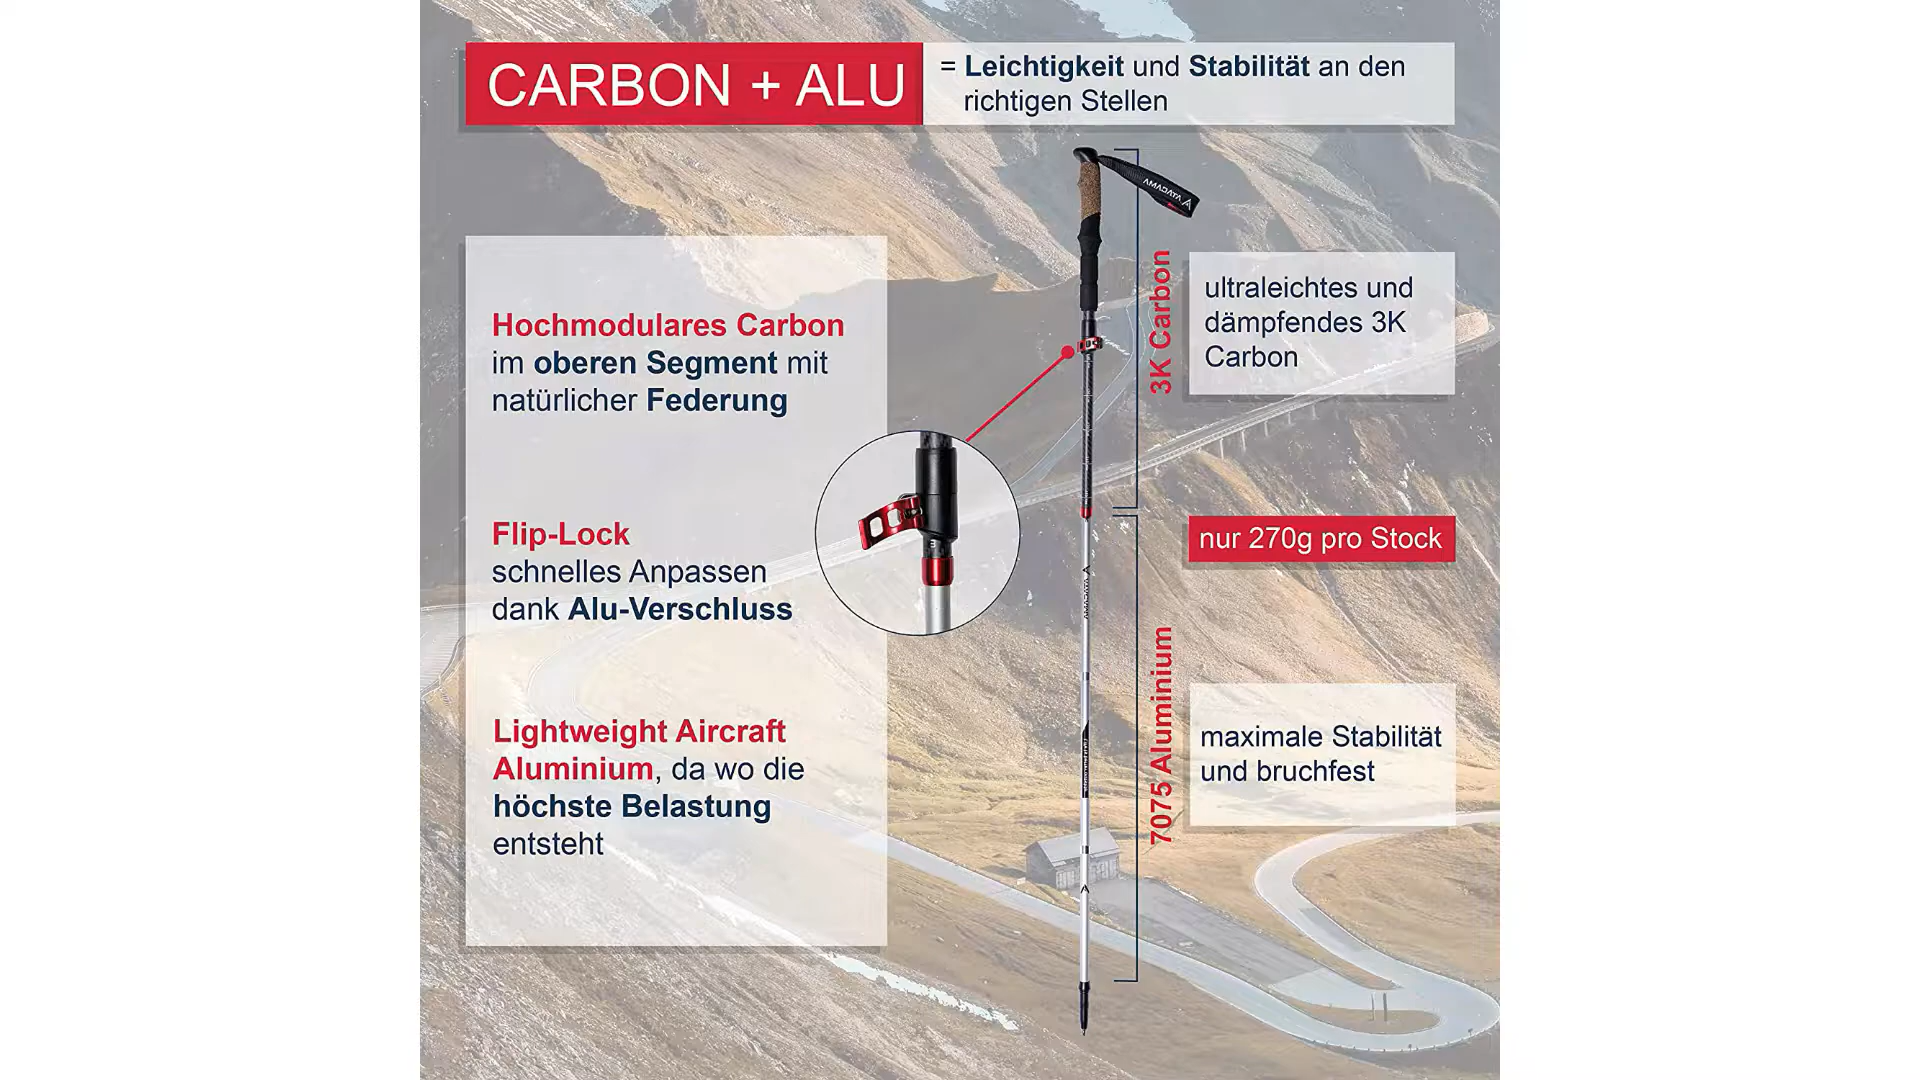 CARBON + ALU
= Leichtigkeit und Stabilität an den
richtigen Stellen
AMADATA
Hochmodulares Carbon
im oberen Segment mit
natürlicher Federung
Flip-Lock
schnelles Anpassen
dank Alu-Verschluss
Lightweight Aircraft
Aluminium, da wo die
höchste Belastung
entsteht
3K Carbon
ultraleichtes und
dämpfendes 3K
Carbon
nur 270g pro Stock
AMADATA
7075 Aluminium
maximale Stabilität
und bruchfest